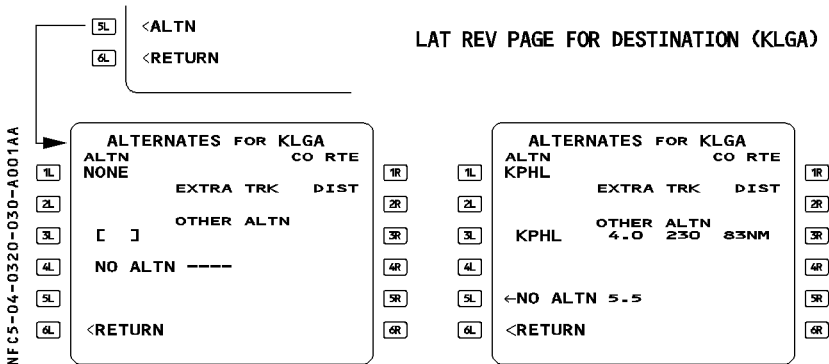 5L <ALTN
6L <RETURN
LAT REV PAGE FOR DESTINATION (KLGA)
NFC5-04-0320-030-A001AA
ALTERNATES FOR KLGA
ALTN CO RTE
1L NONE 1R
EXTRA TRK DIST
2L 2R
OTHER ALTN
3L [ ] 3R
4L NO ALTN ---- 4R
5L 5R
6L <RETURN 6R
ALTERNATES FOR KLGA
ALTN CO RTE
1L KPHL 1R
EXTRA TRK DIST
2L 2R
OTHER ALTN
3L KPHL 4.0 230 83NM 3R
4L 4R
5L ←NO ALTN 5.5 5R
6L <RETURN 6R